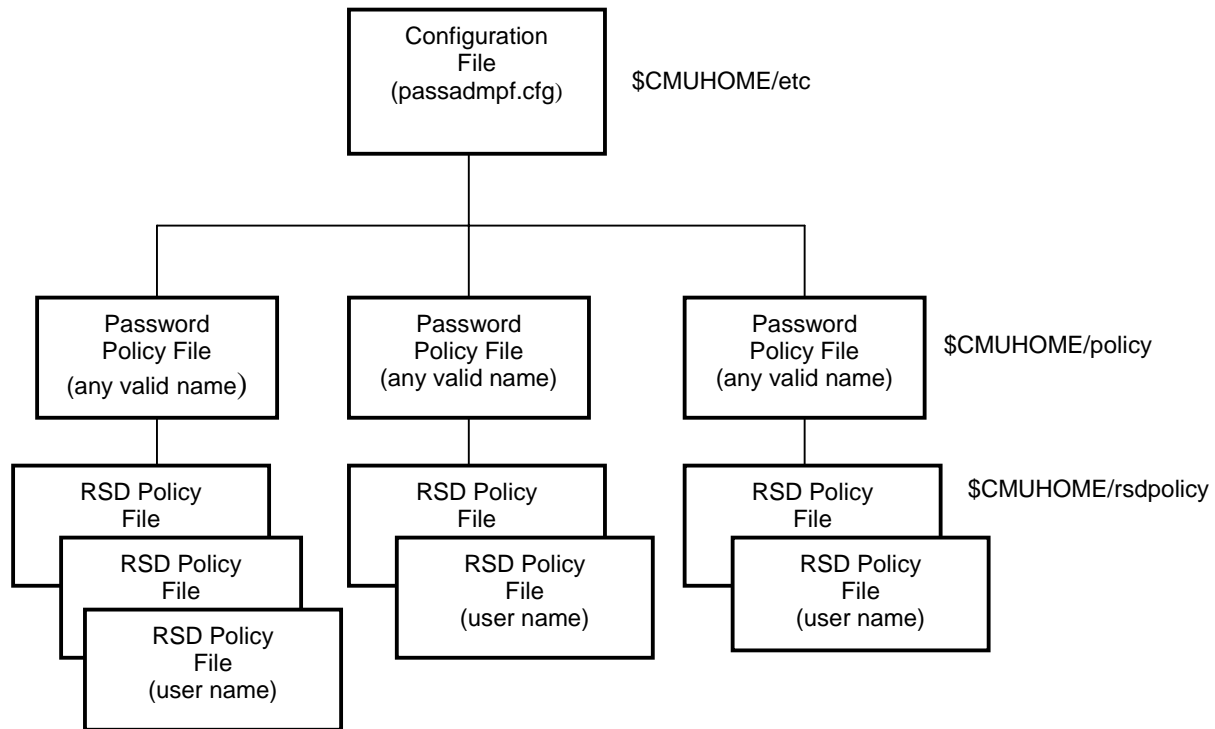 Configuration
File
(passadmpf.cfg)
$CMUHOME/etc
Password
Policy File
(any valid name)
Password
Policy File
(any valid name)
Password
Policy File
(any valid name)
$CMUHOME/policy
RSD Policy
File
RSD Policy
File
RSD Policy
File
(user name)
RSD Policy
File
RSD Policy
File
(user name)
RSD Policy
File
RSD Policy
File
(user name)
$CMUHOME/rsdpolicy